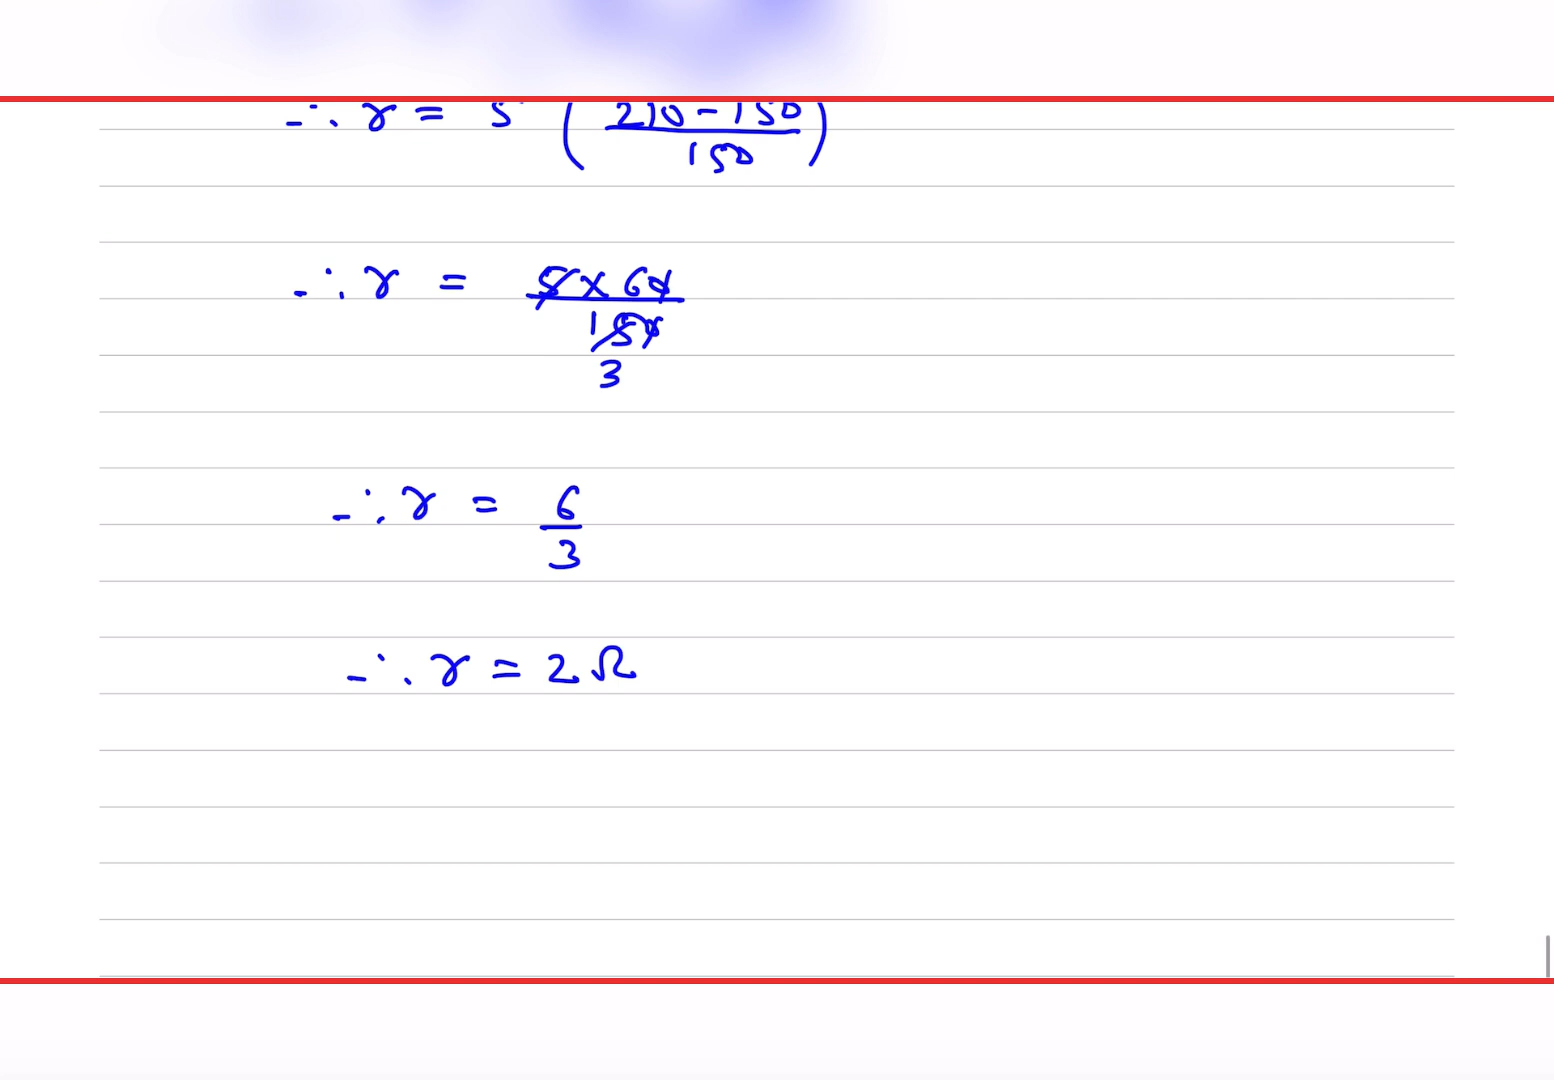 ∴ r = 5 ( 210 - 150 / 150 )
∴ r = 5 x 60 / 150
3
∴ r = 6 / 3
∴ r = 2 Ω